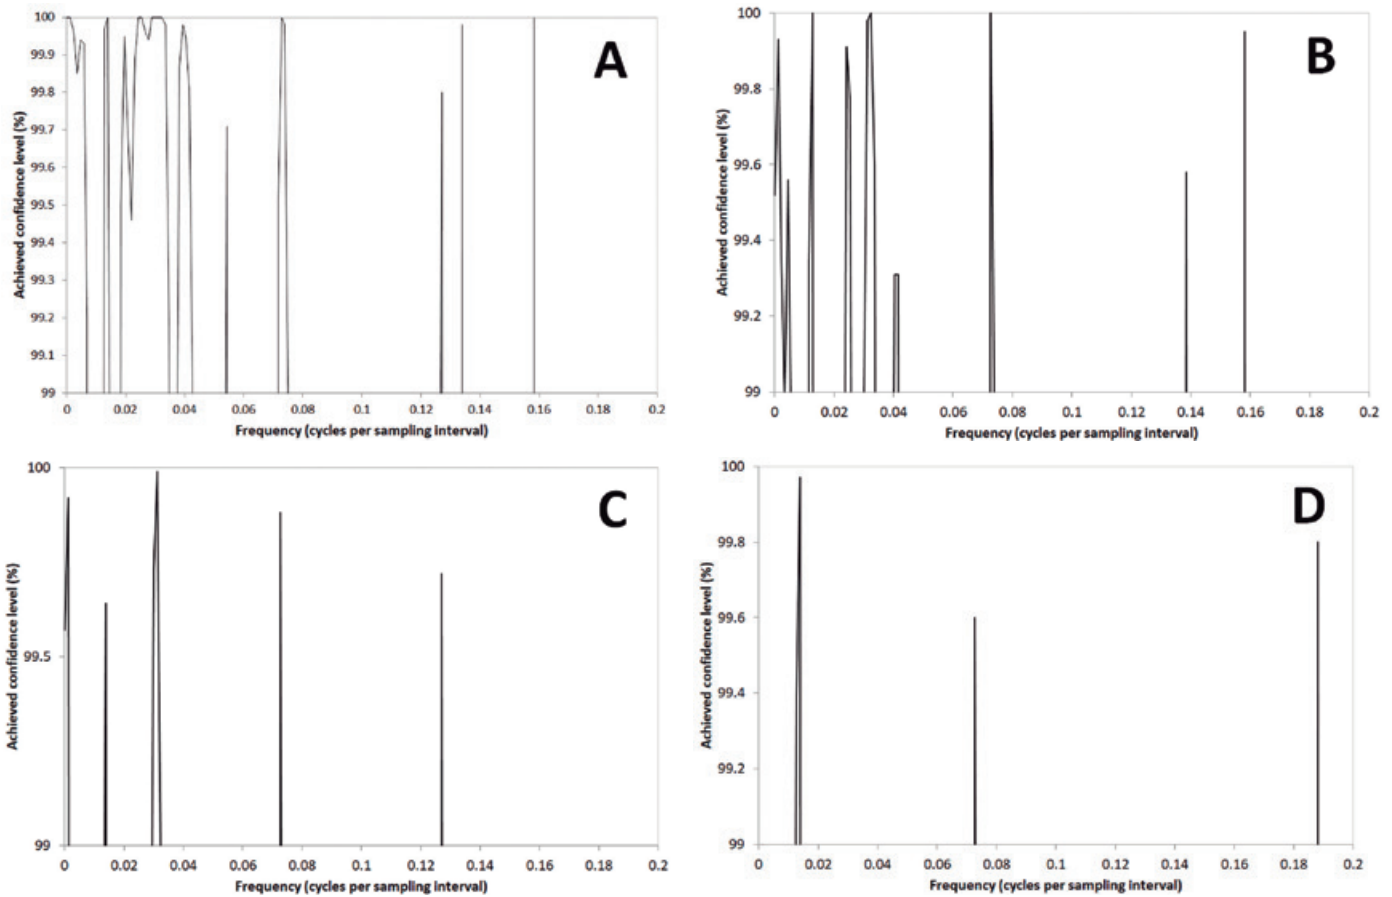 A
100
99.9
99.8
99.7
99.6
99.5
99.4
99.3
99.2
99.1
99
Achieved confidence level (%)
0 0.02 0.04 0.06 0.08 0.1 0.12 0.14 0.16 0.18 0.2
Frequency (cycles per sampling interval)
B
100
99.8
99.6
99.4
99.2
99
Achieved confidence level (%)
0 0.02 0.04 0.06 0.08 0.1 0.12 0.14 0.16 0.18 0.2
Frequency (cycles per sampling interval)
C
100
99.5
99
Achieved confidence level (%)
0 0.02 0.04 0.06 0.08 0.1 0.12 0.14 0.16 0.18 0.2
Frequency (cycles per sampling interval)
D
100
99.8
99.6
99.4
99.2
99
Achieved confidence level (%)
0 0.02 0.04 0.06 0.08 0.1 0.12 0.14 0.16 0.18 0.2
Frequency (cycles per sampling interval)